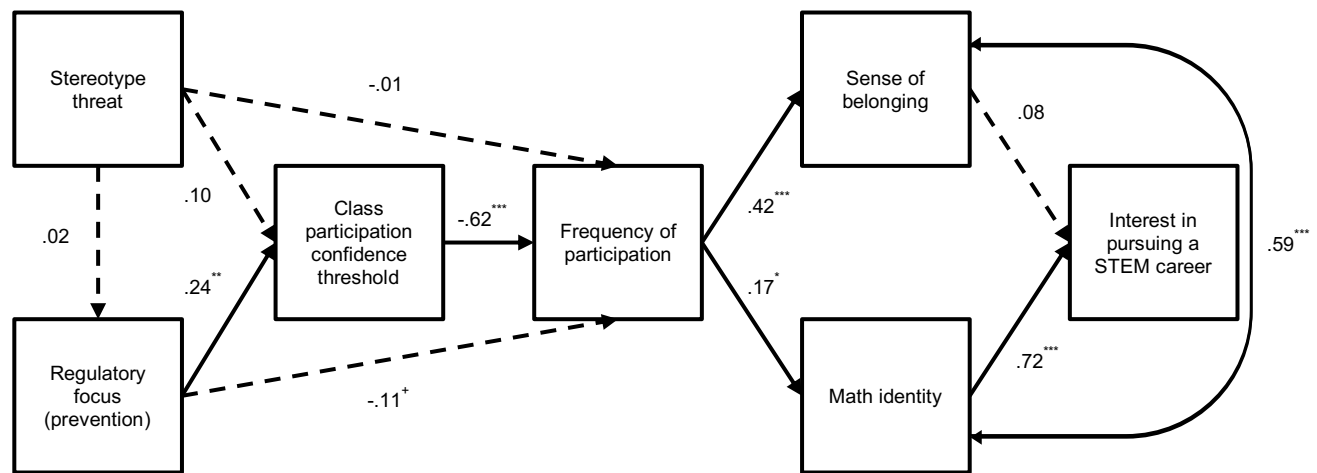 Stereotype
threat
-.01
Sense of
belonging
.08
.10
Class
participation
confidence
threshold
-.62***
Frequency of
participation
.42***
Interest in
pursuing a
STEM career
.59***
.02
.24**
.17*
Regulatory
focus
(prevention)
-.11+
Math identity
.72***